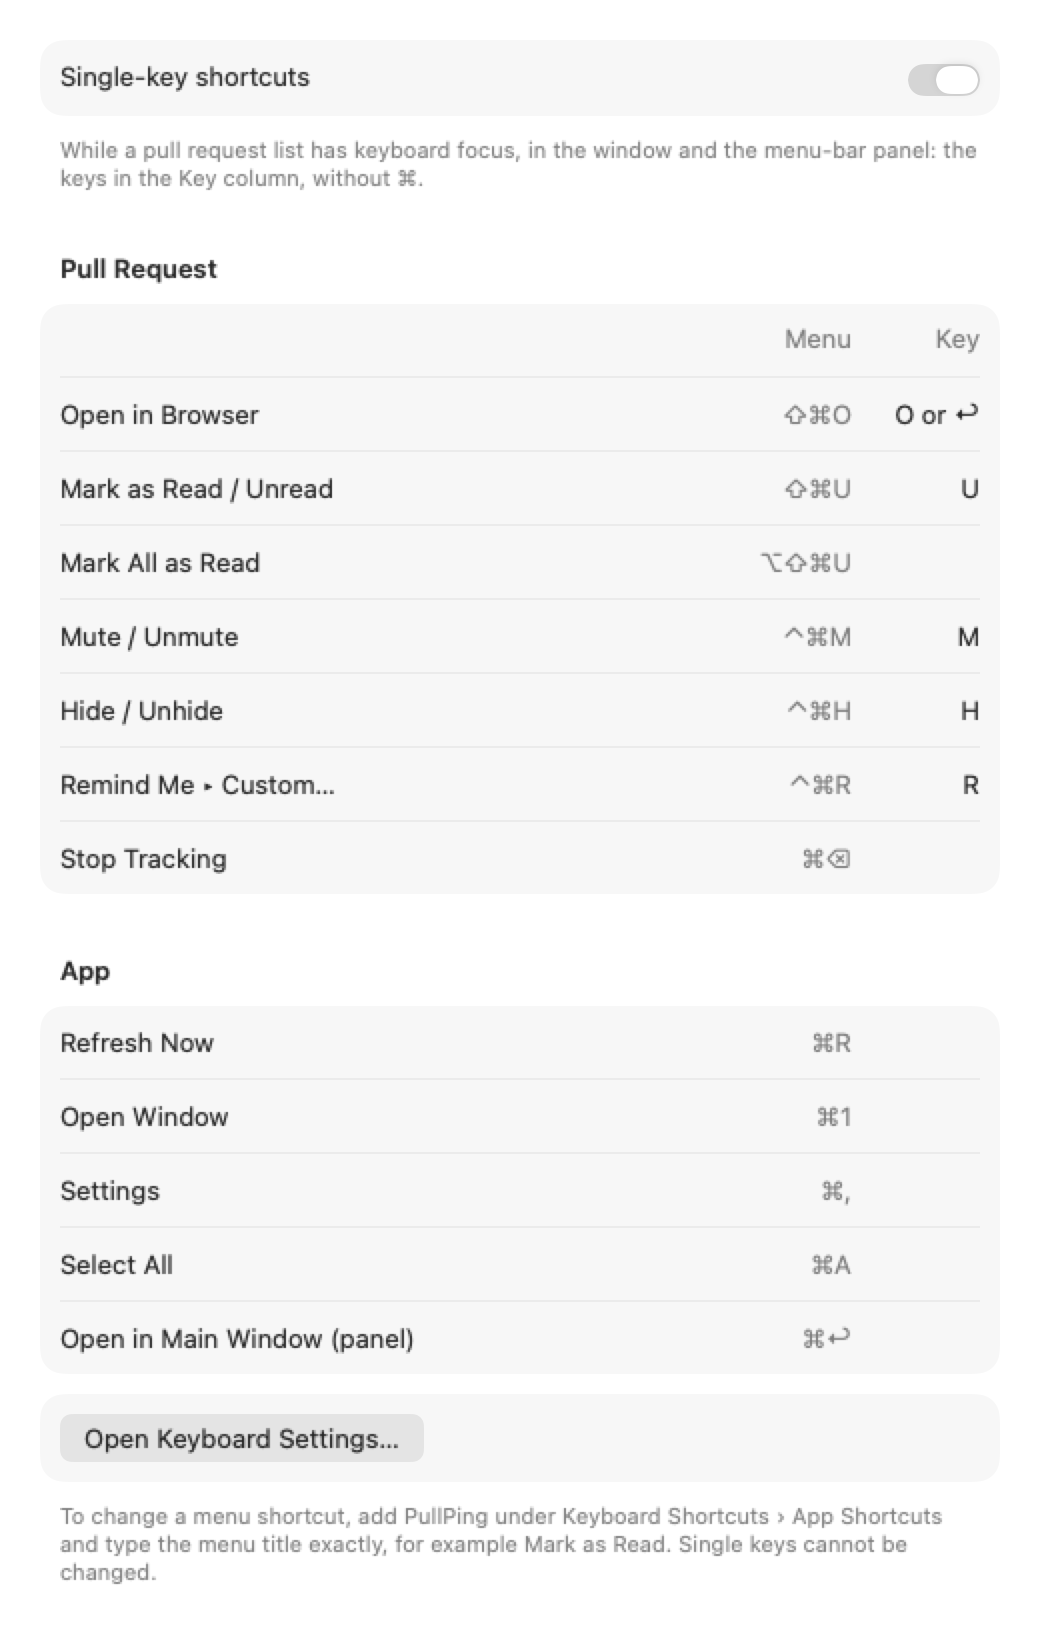 Single-key shortcuts
While a pull request list has keyboard focus, in the window and the menu-bar panel: the
keys in the Key column, without ⌘.
Pull Request
Menu Key
Open in Browser ⇧⌘O O or ↩
Mark as Read / Unread ⇧⌘U U
Mark All as Read ⌥⇧⌘U
Mute / Unmute ^⌘M M
Hide / Unhide ^⌘H H
Remind Me ▸ Custom... ^⌘R R
Stop Tracking ⌘⌫
App
Refresh Now ⌘R
Open Window ⌘1
Settings ⌘,
Select All ⌘A
Open in Main Window (panel) ⌘↩
Open Keyboard Settings...
To change a menu shortcut, add PullPing under Keyboard Shortcuts › App Shortcuts
and type the menu title exactly, for example Mark as Read. Single keys cannot be
changed.